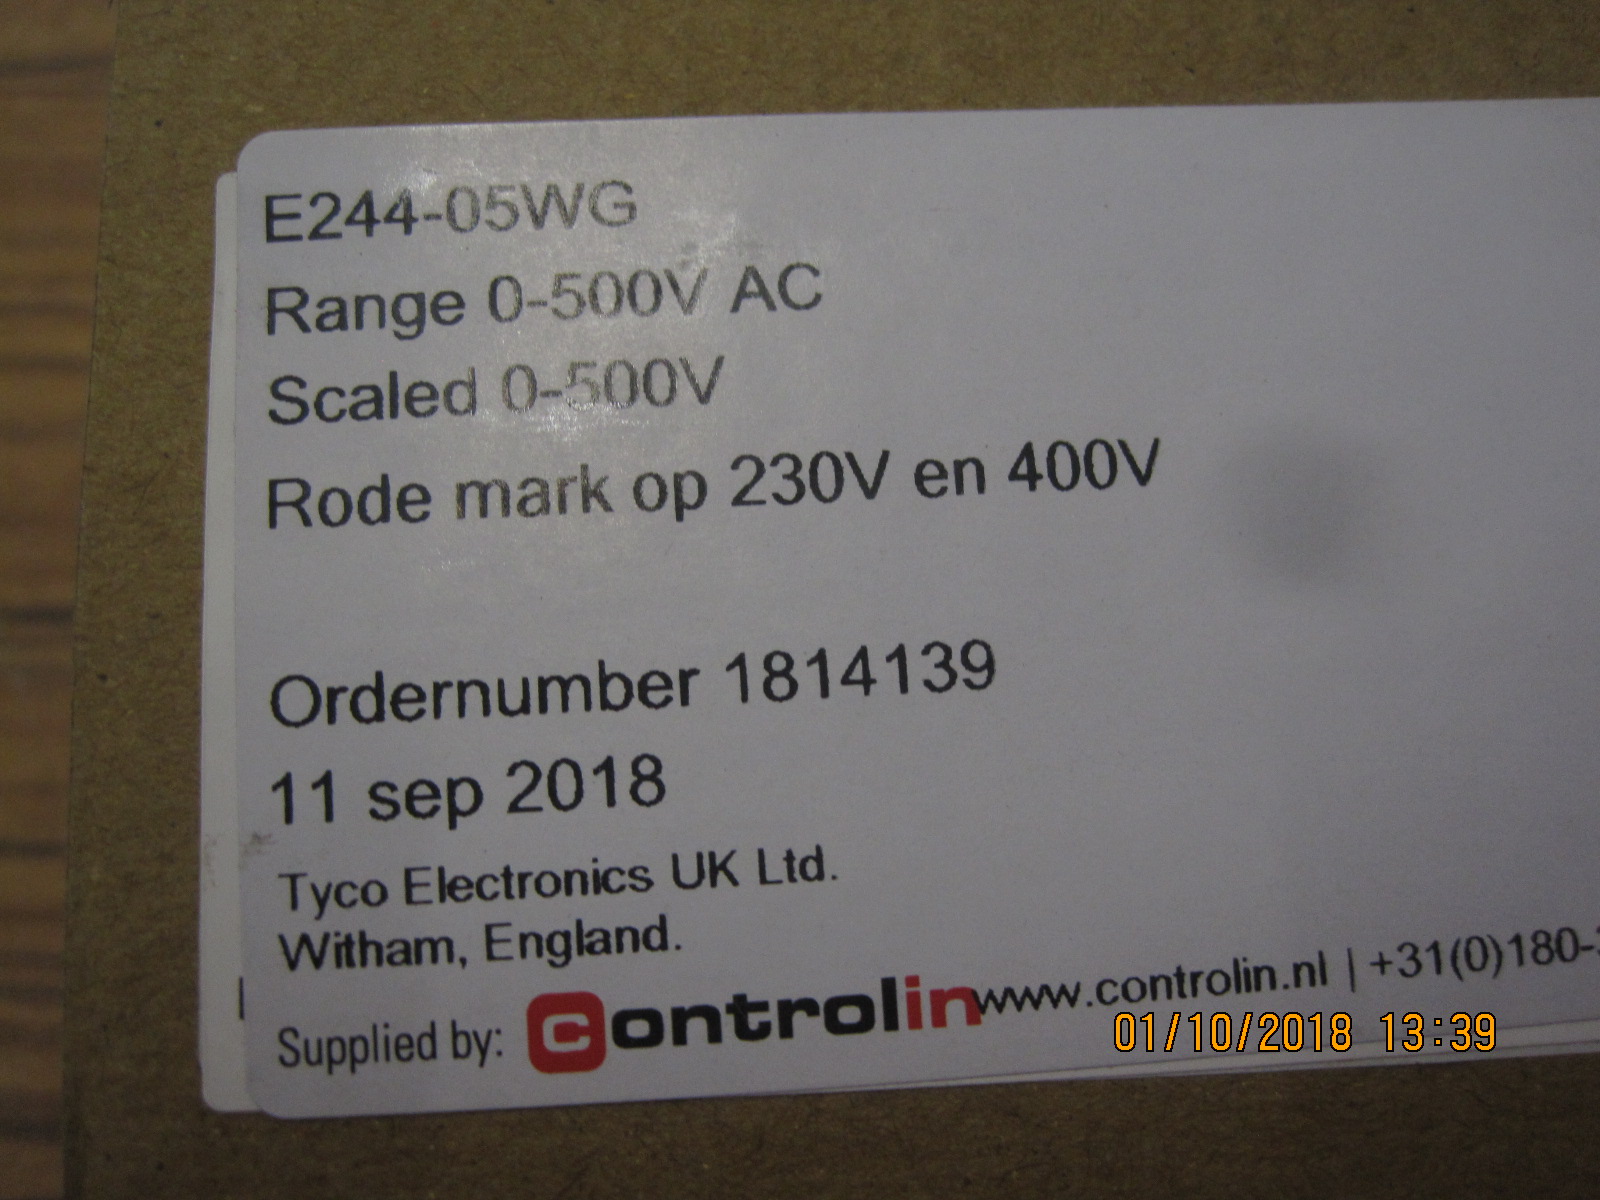 E244-05WG
Range 0-500V AC
Scaled 0-500V
Rode mark op 230V en 400V
Ordernumber 1814139
11 sep 2018
Tyco Electronics UK Ltd.
Witham, England.
Supplied by: controlin www.controlin.nl | +31(0)180-
01/10/2018 13:39